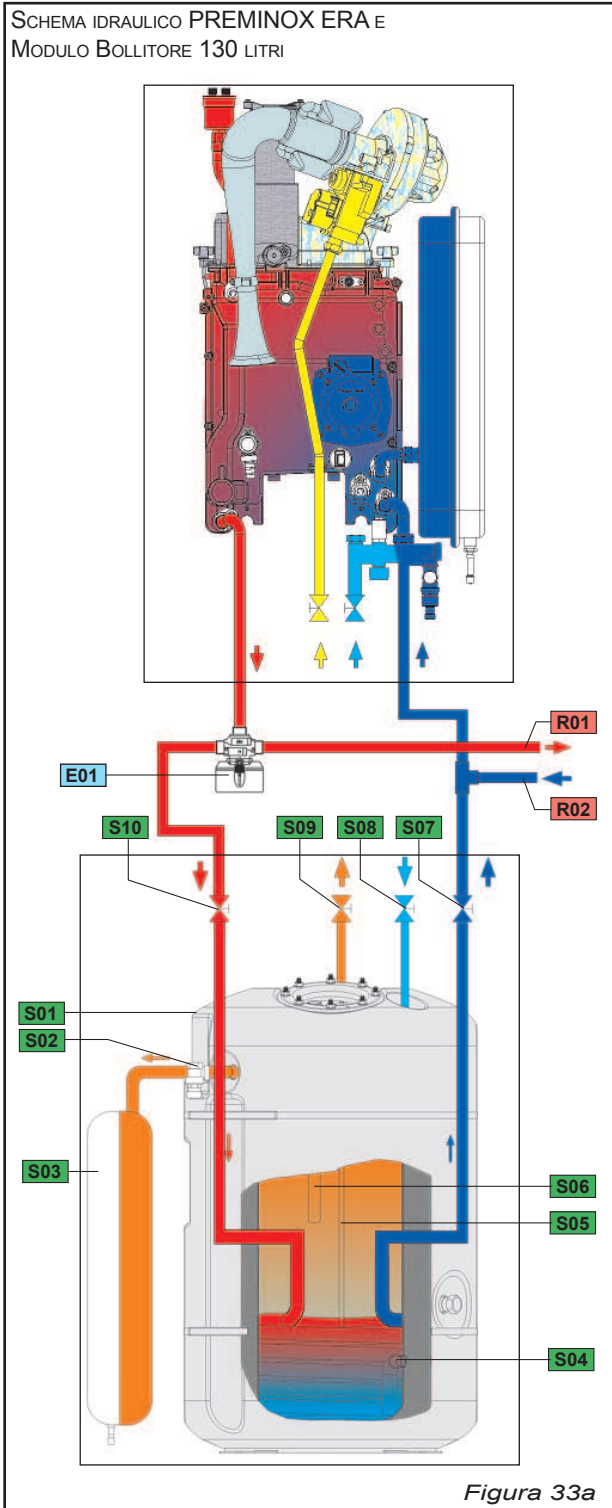 SCHEMA IDRAULICO PREMINOX ERA E
MODULO BOLLITORE 130 LITRI
R01
E01
R02
S10
S09
S08
S07
S01
S02
S03
S06
S05
S04
Figura 33a